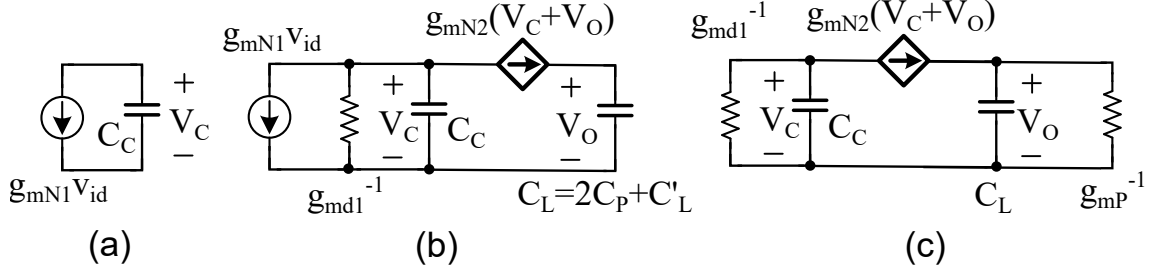 g_{mN1}v_{id}
C_C
+
V_C
−
(a)
g_{mN2}(V_C+V_O)
g_{mN1}v_{id}
+
V_C
−
C_C
+
V_O
−
g_{md1}^{-1}
C_L=2C_P+C'_L
(b)
g_{mN2}(V_C+V_O)
g_{md1}^{-1}
+
V_C
−
C_C
+
V_O
−
C_L
g_{mP}^{-1}
(c)